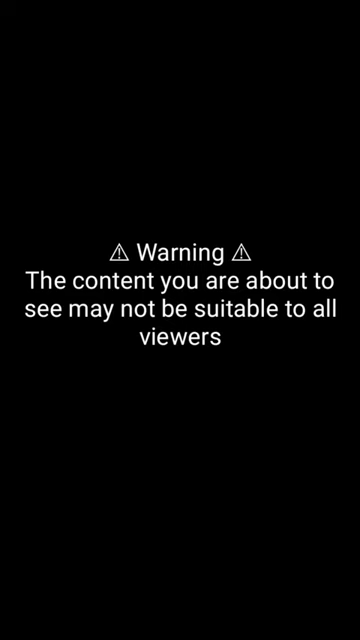 ⚠ Warning ⚠
The content you are about to
see may not be suitable to all
viewers